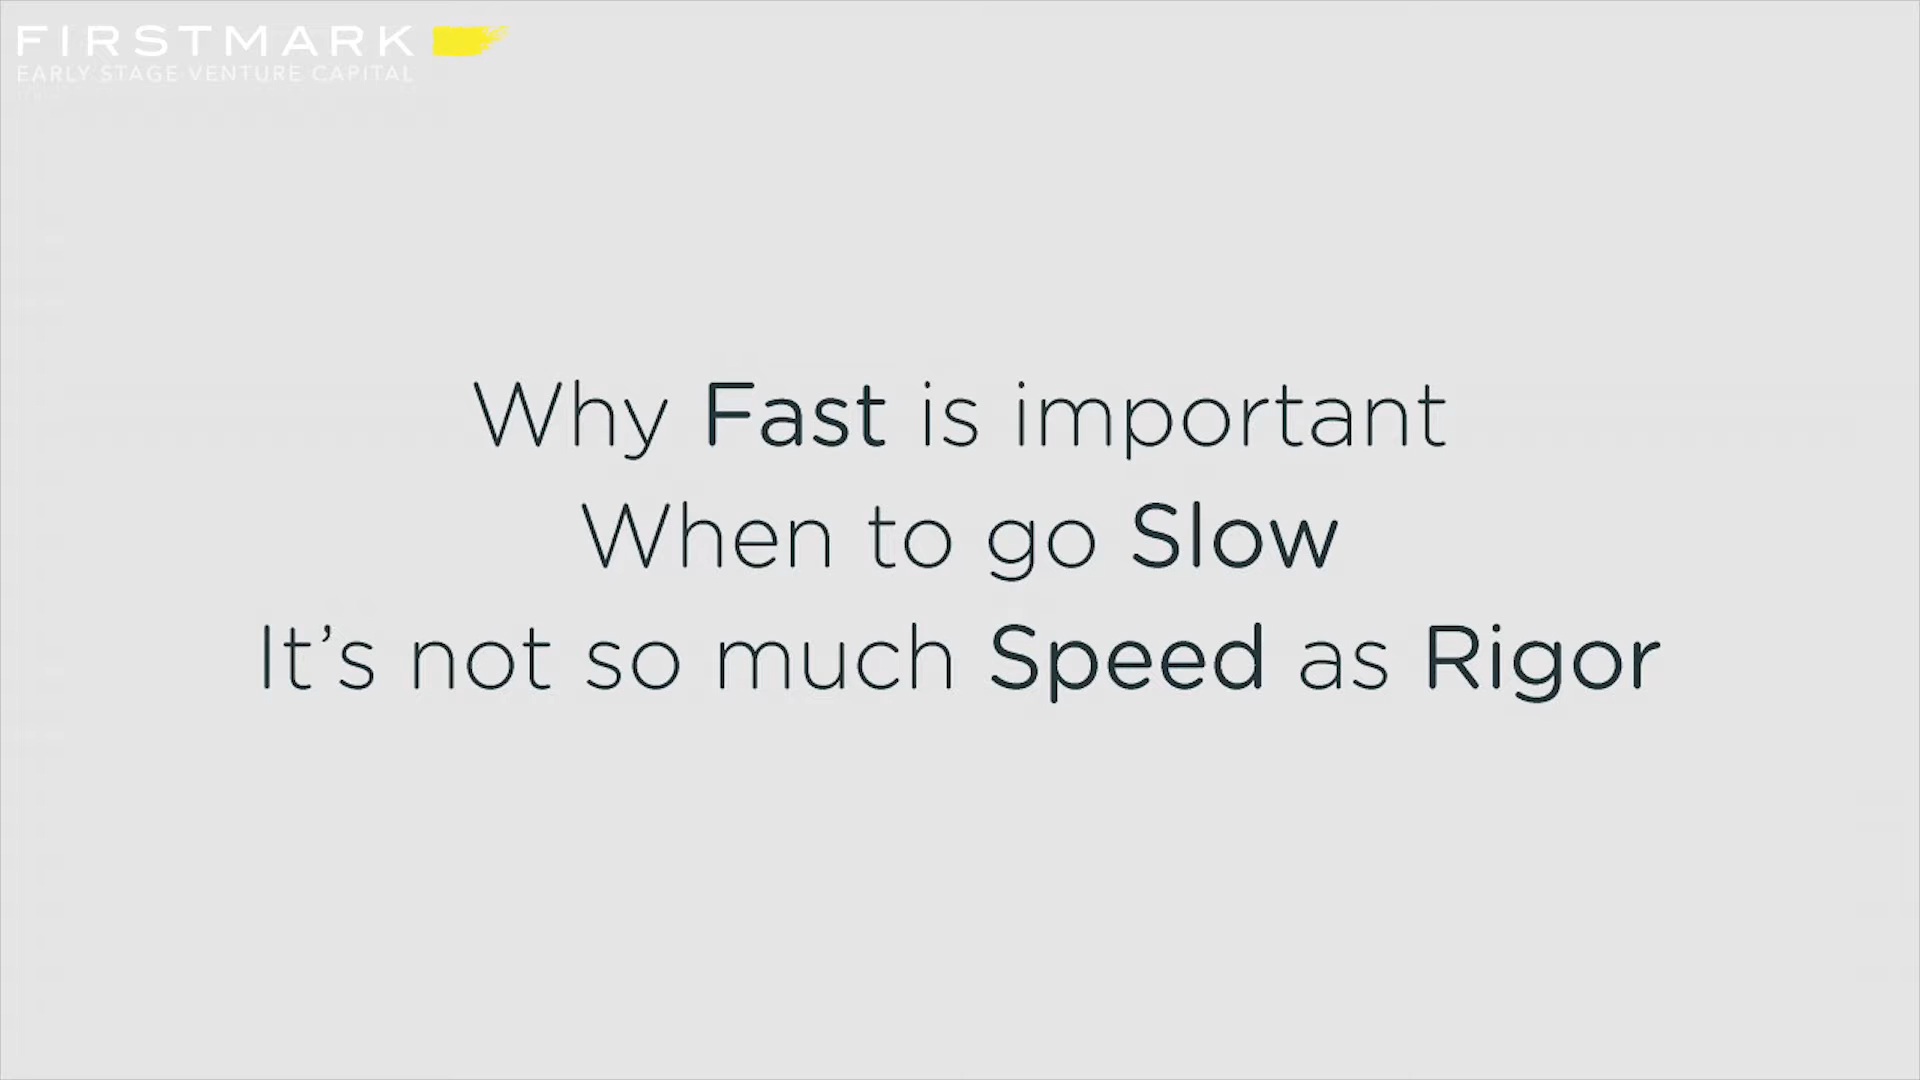 FIRSTMARK
EARLY STAGE VENTURE CAPITAL
Why Fast is important
When to go Slow
It’s not so much Speed as Rigor